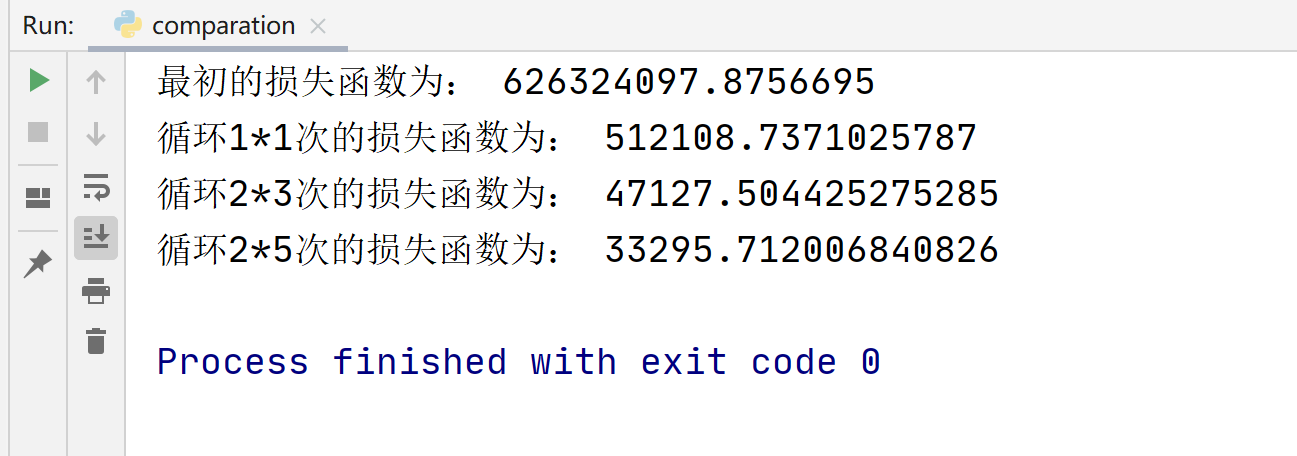 Run: comparation
最初的损失函数为： 626324097.8756695
循环1*1次的损失函数为： 512108.7371025787
循环2*3次的损失函数为： 47127.504425275285
循环2*5次的损失函数为： 33295.712006840826
Process finished with exit code 0